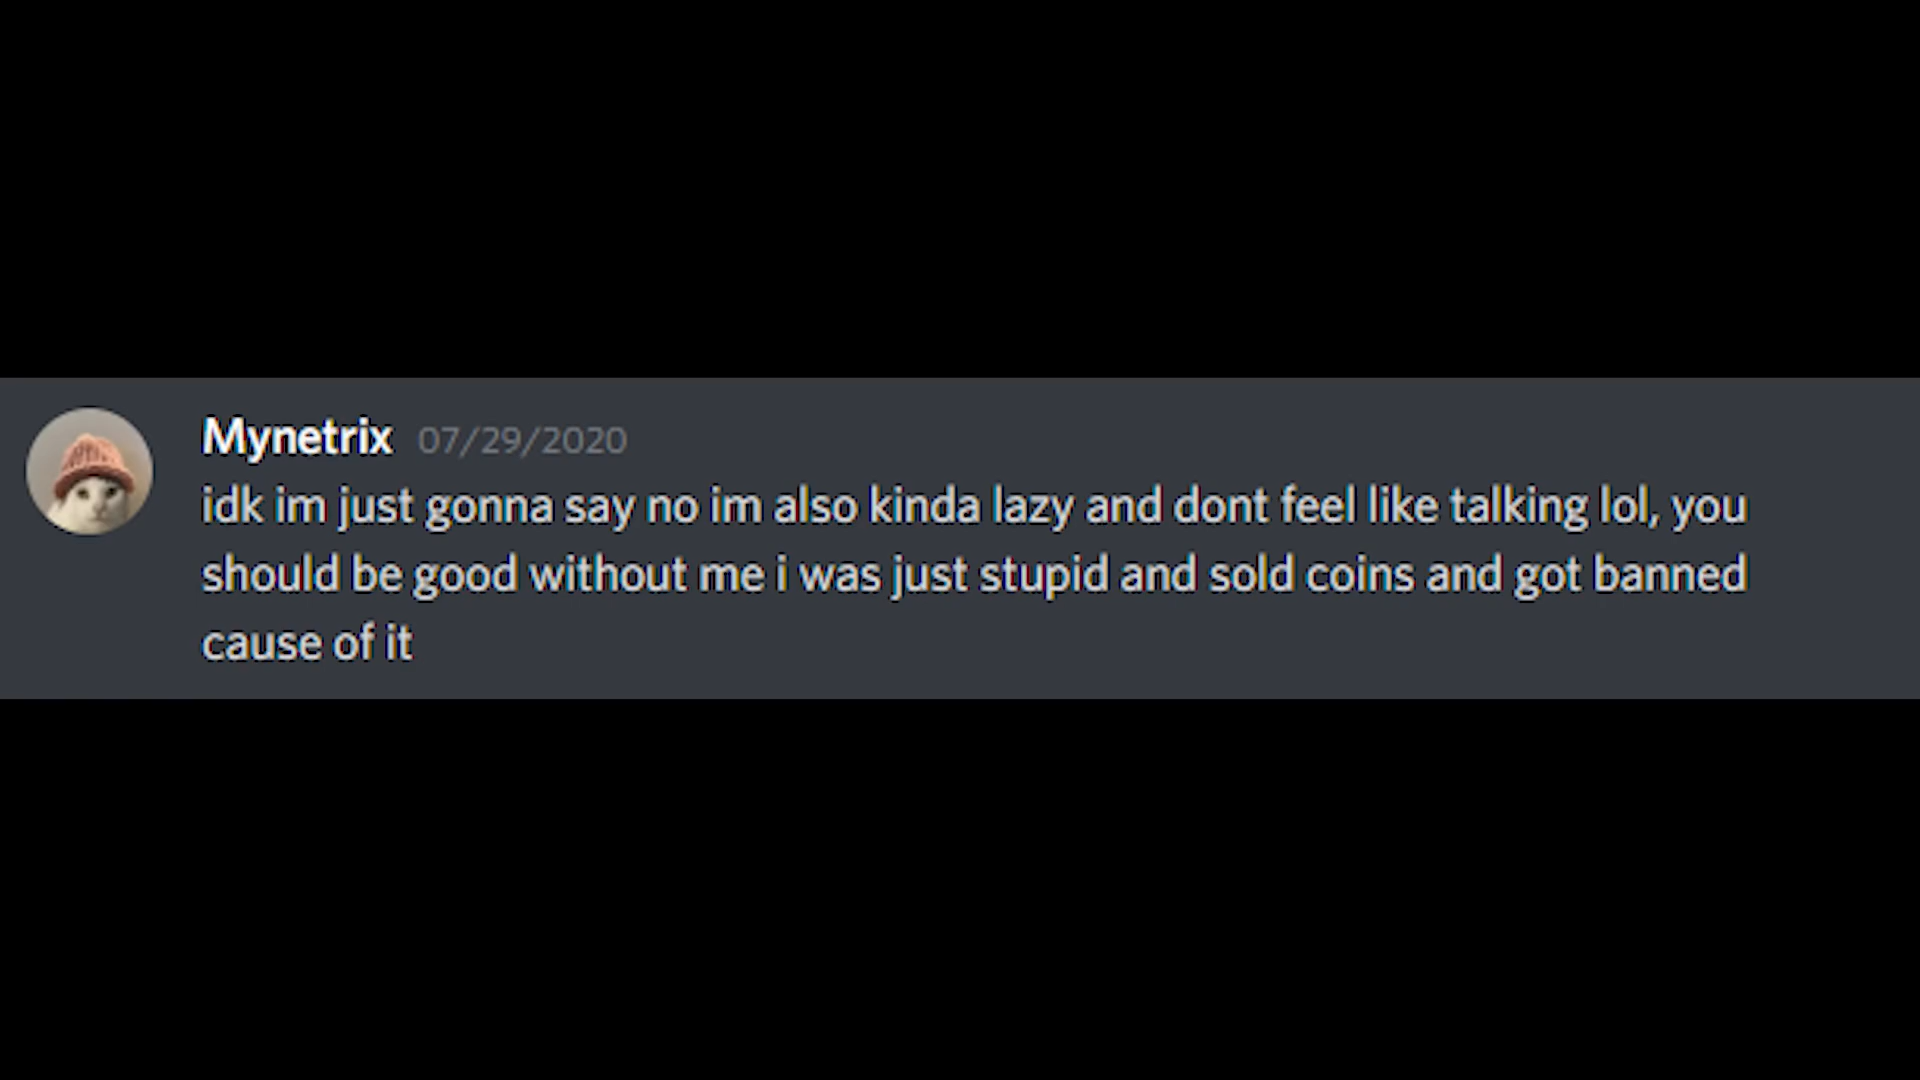 Mynetrix 07/29/2020
idk im just gonna say no im also kinda lazy and dont feel like talking lol, you
should be good without me i was just stupid and sold coins and got banned
cause of it